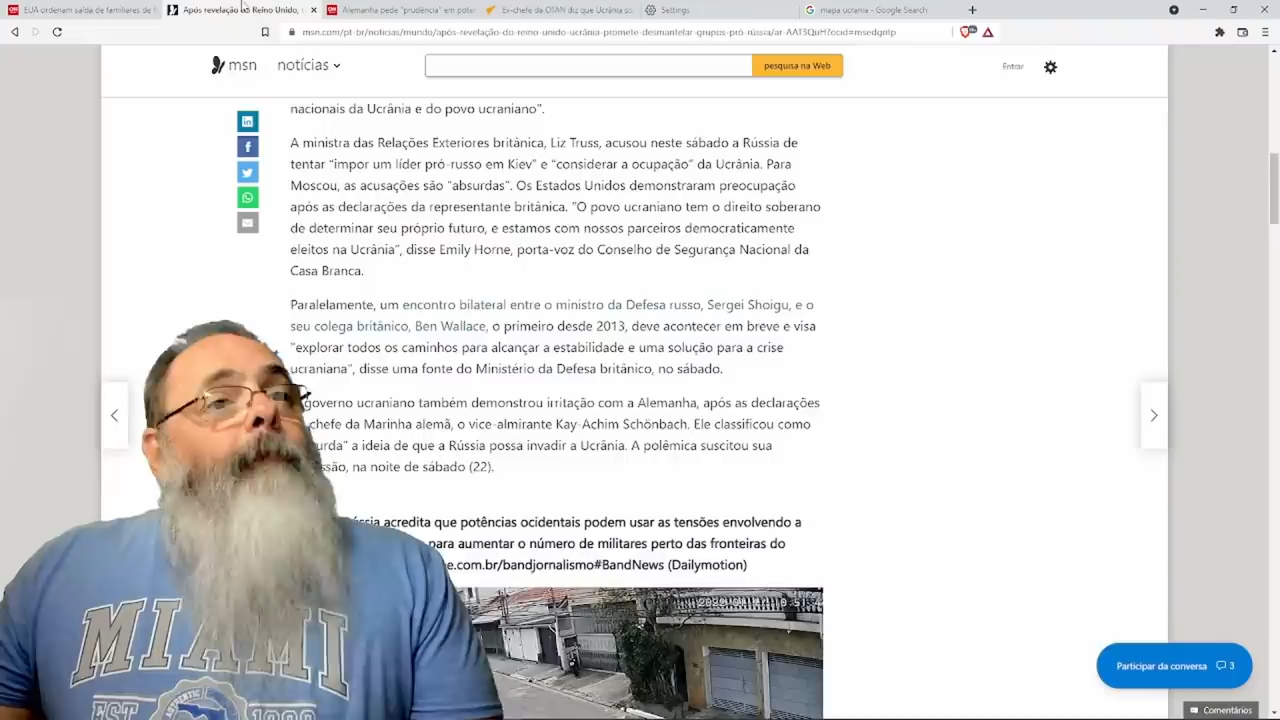 EUA ordenam saída de familiares de f
Após revelação do Reino Unido,
Alemanha pede "prudência" em poter
Ex-chefe da OTAN diz que Ucrânia so
Settings
mapa ucrania - Google Search
msn.com/pt-br/noticias/mundo/após-revelação-do-reino-unido-ucrânia-promete-desmantelar-grupos-pró-rússia/ar-AAT3QuH?ocid=msedgntp
msn
notícias
pesquisa na Web
Entrar
nacionais da Ucrânia e do povo ucraniano".
A ministra das Relações Exteriores britânica, Liz Truss, acusou neste sábado a Rússia de
tentar "impor um líder pró-russo em Kiev" e "considerar a ocupação" da Ucrânia. Para
Moscou, as acusações são "absurdas". Os Estados Unidos demonstraram preocupação
após as declarações da representante britânica. "O povo ucraniano tem o direito soberano
de determinar seu próprio futuro, e estamos com nossos parceiros democraticamente
eleitos na Ucrânia", disse Emily Horne, porta-voz do Conselho de Segurança Nacional da
Casa Branca.
Paralelamente, um encontro bilateral entre o ministro da Defesa russo, Sergei Shoigu, e o
seu colega britânico, Ben Wallace, o primeiro desde 2013, deve acontecer em breve e visa
"explorar todos os caminhos para alcançar a estabilidade e uma solução para a crise
ucraniana", disse uma fonte do Ministério da Defesa britânico, no sábado.
governo ucraniano também demonstrou irritação com a Alemanha, após as declarações
chefe da Marinha alemã, o vice-almirante Kay-Achim Schönbach. Ele classificou como
urda" a ideia de que a Rússia possa invadir a Ucrânia. A polêmica suscitou sua
ssão, na noite de sábado (22).
ssia acredita que potências ocidentais podem usar as tensões envolvendo a
para aumentar o número de militares perto das fronteiras do
e.com.br/bandjornalismo#BandNews (Dailymotion)
MIAMI
EST
Participar da conversa 3
Comentários